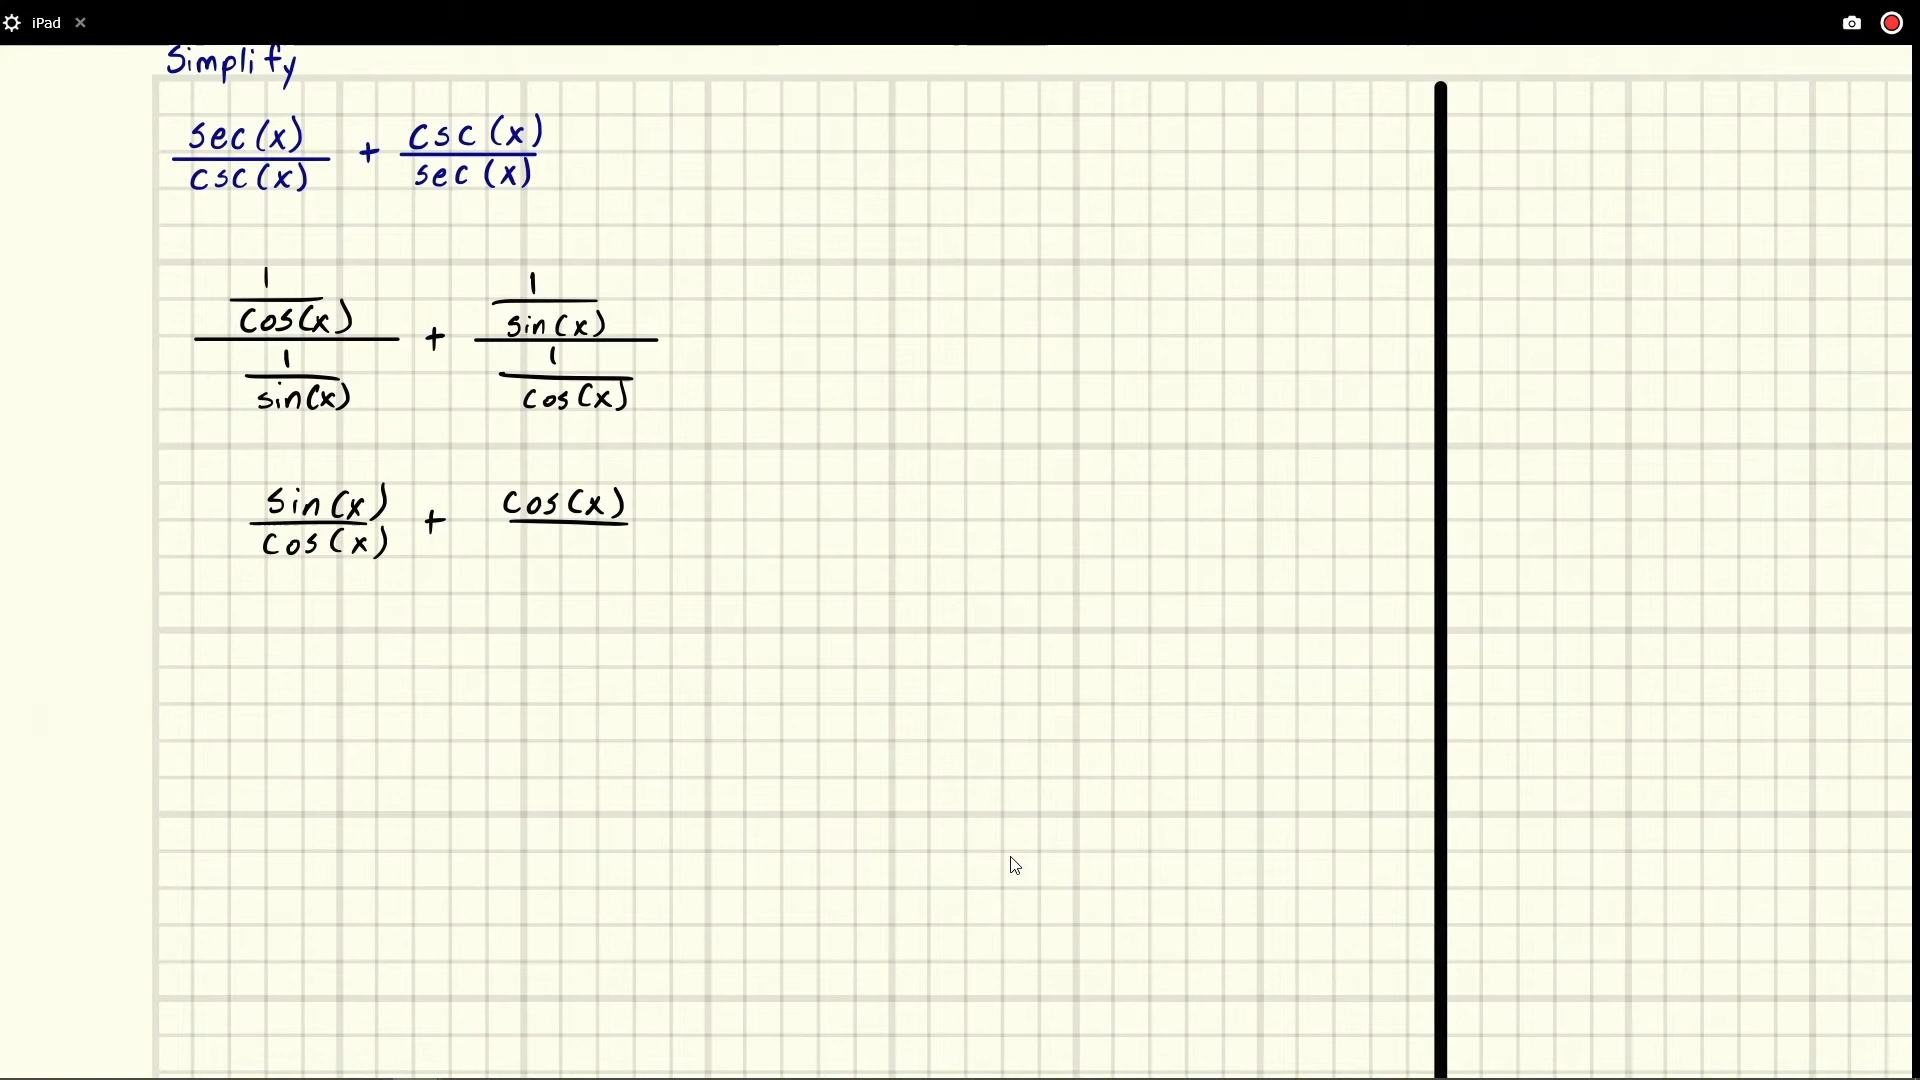 iPad
Simplify
sec(x)/csc(x) + csc(x)/sec(x)
(1/cos(x))/(1/sin(x)) + (1/sin(x))/(1/cos(x))
sin(x)/cos(x) + cos(x)/